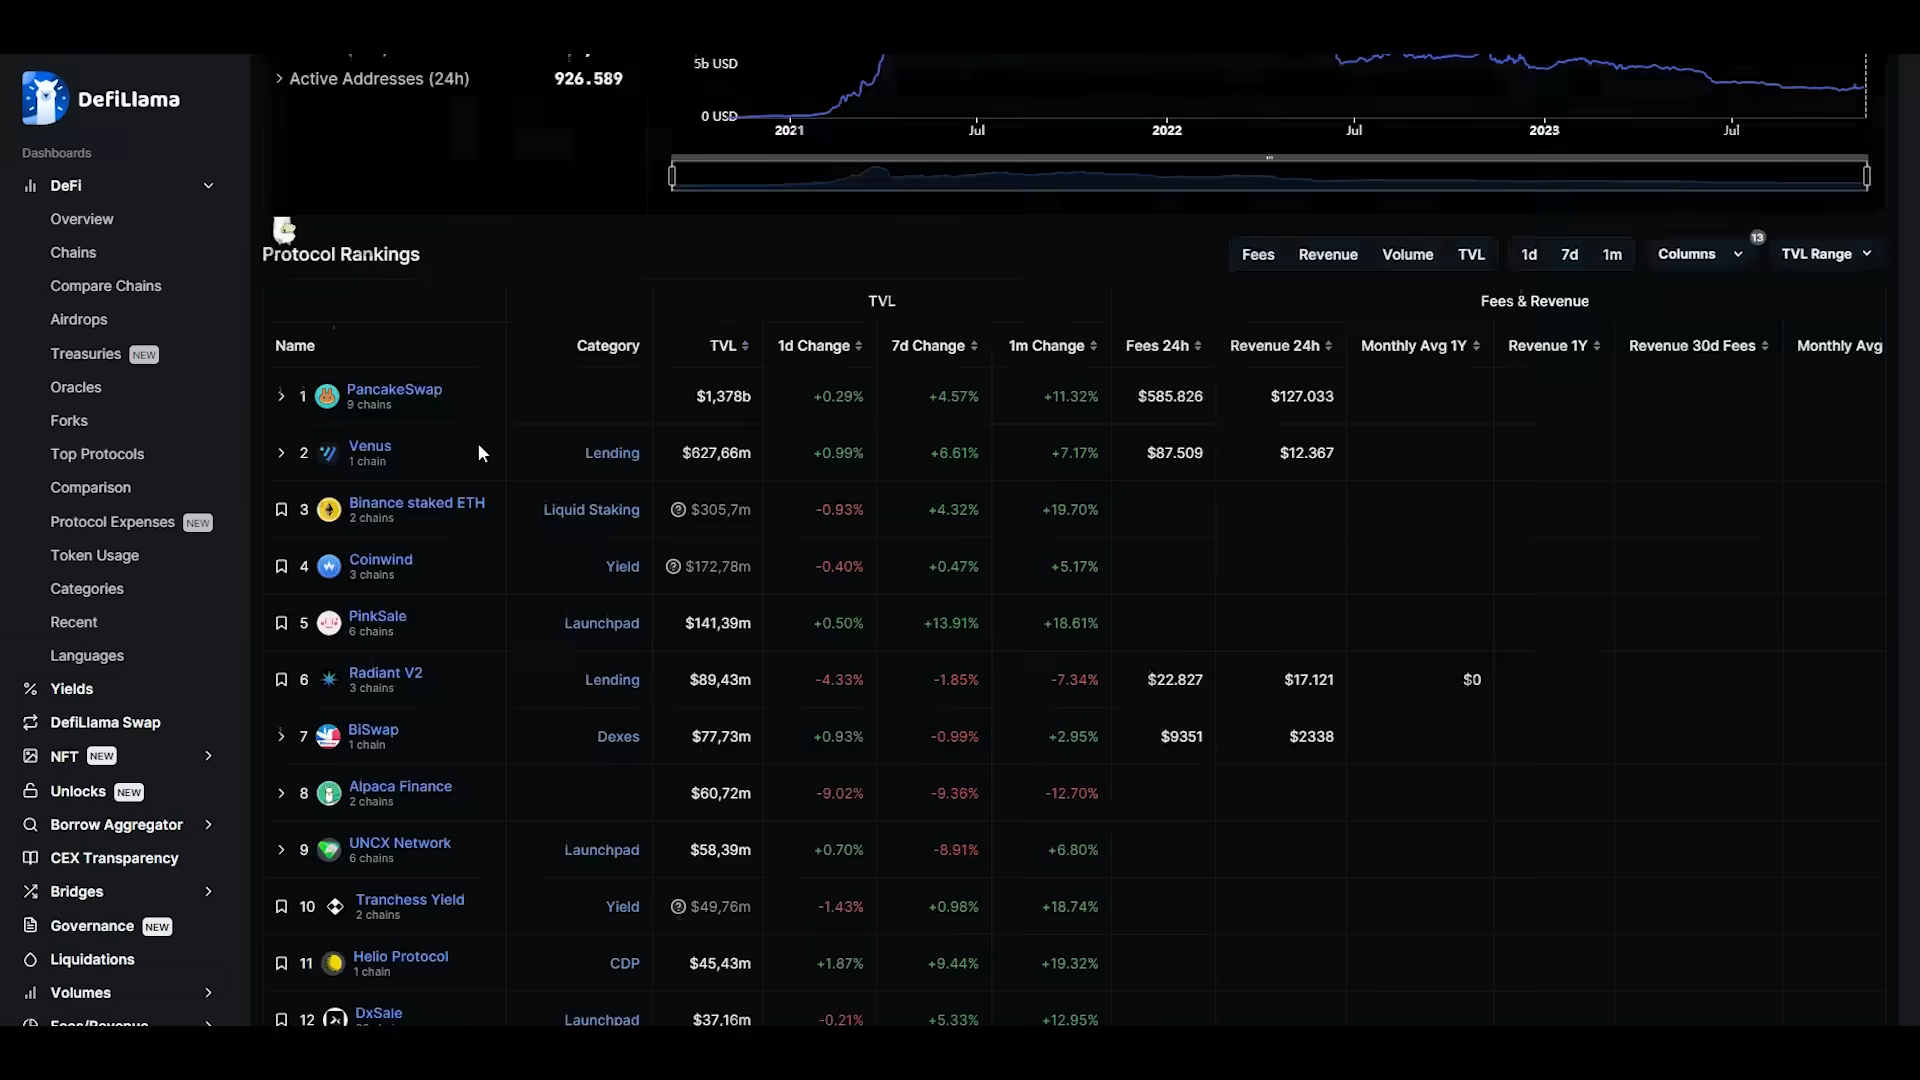 DefiLlama
Dashboards
DeFi
Overview
Chains
Compare Chains
Airdrops
Treasuries NEW
Oracles
Forks
Top Protocols
Comparison
Protocol Expenses NEW
Token Usage
Categories
Recent
Languages
Yields
DefiLlama Swap
NFT NEW
Unlocks NEW
Borrow Aggregator
CEX Transparency
Bridges
Governance NEW
Liquidations
Volumes
Fees/Revenue
Active Addresses (24h) 926.589
5b USD
0 USD
2021 Jul 2022 Jul 2023 Jul
Protocol Rankings
Fees Revenue Volume TVL 1d 7d 1m Columns 13 TVL Range
TVL Fees & Revenue
Name Category TVL 1d Change 7d Change 1m Change Fees 24h Revenue 24h Monthly Avg 1Y Revenue 1Y Revenue 30d Fees Monthly Avg
1 PancakeSwap $1,378b +0.29% +4.57% +11.32% $585.826 $127.033
9 chains
2 Venus Lending $627,66m +0.99% +6.61% +7.17% $87.509 $12.367
1 chain
3 Binance staked ETH Liquid Staking $305,7m -0.93% +4.32% +19.70%
2 chains
4 Coinwind Yield $172,78m -0.40% +0.47% +5.17%
3 chains
5 PinkSale Launchpad $141,39m +0.50% +13.91% +18.61%
6 chains
6 Radiant V2 Lending $89,43m -4.33% -1.85% -7.34% $22.827 $17.121 $0
3 chains
7 BiSwap Dexes $77,73m +0.93% -0.99% +2.95% $9351 $2338
1 chain
8 Alpaca Finance $60,72m -9.02% -9.36% -12.70%
2 chains
9 UNCX Network Launchpad $58,39m +0.70% -8.91% +6.80%
6 chains
10 Tranchess Yield Yield $49,76m -1.43% +0.98% +18.74%
2 chains
11 Helio Protocol CDP $45,43m +1.87% +9.44% +19.32%
1 chain
12 DxSale Launchpad $37,16m -0.21% +5.33% +12.95%